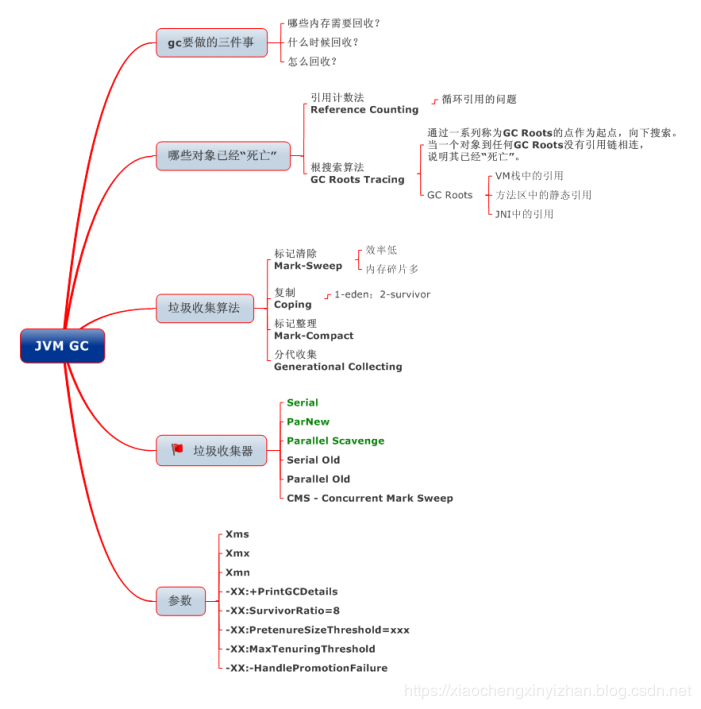 gc要做的三件事
哪些内存需要回收?
什么时候回收?
怎么回收?
哪些对象已经“死亡”
引用计数法
Reference Counting
循环引用的问题
根搜索算法
GC Roots Tracing
通过一系列称为GC Roots的点作为起点，向下搜索。
当一个对象到任何GC Roots没有引用链相连，
说明其已经“死亡”。
GC Roots
VM栈中的引用
方法区中的静态引用
JNI中的引用
垃圾收集算法
标记清除
Mark-Sweep
效率低
内存碎片多
复制
Coping
1-eden；2-survivor
标记整理
Mark-Compact
分代收集
Generational Collecting
JVM GC
垃圾收集器
Serial
ParNew
Parallel Scavenge
Serial Old
Parallel Old
CMS - Concurrent Mark Sweep
参数
Xms
Xmx
Xmn
-XX:+PrintGCDetails
-XX:SurvivorRatio=8
-XX:PretenureSizeThreshold=xxx
-XX:MaxTenuringThreshold
-XX:-HandlePromotionFailure
https://xiaochengxinyizhan.blog.csdn.net